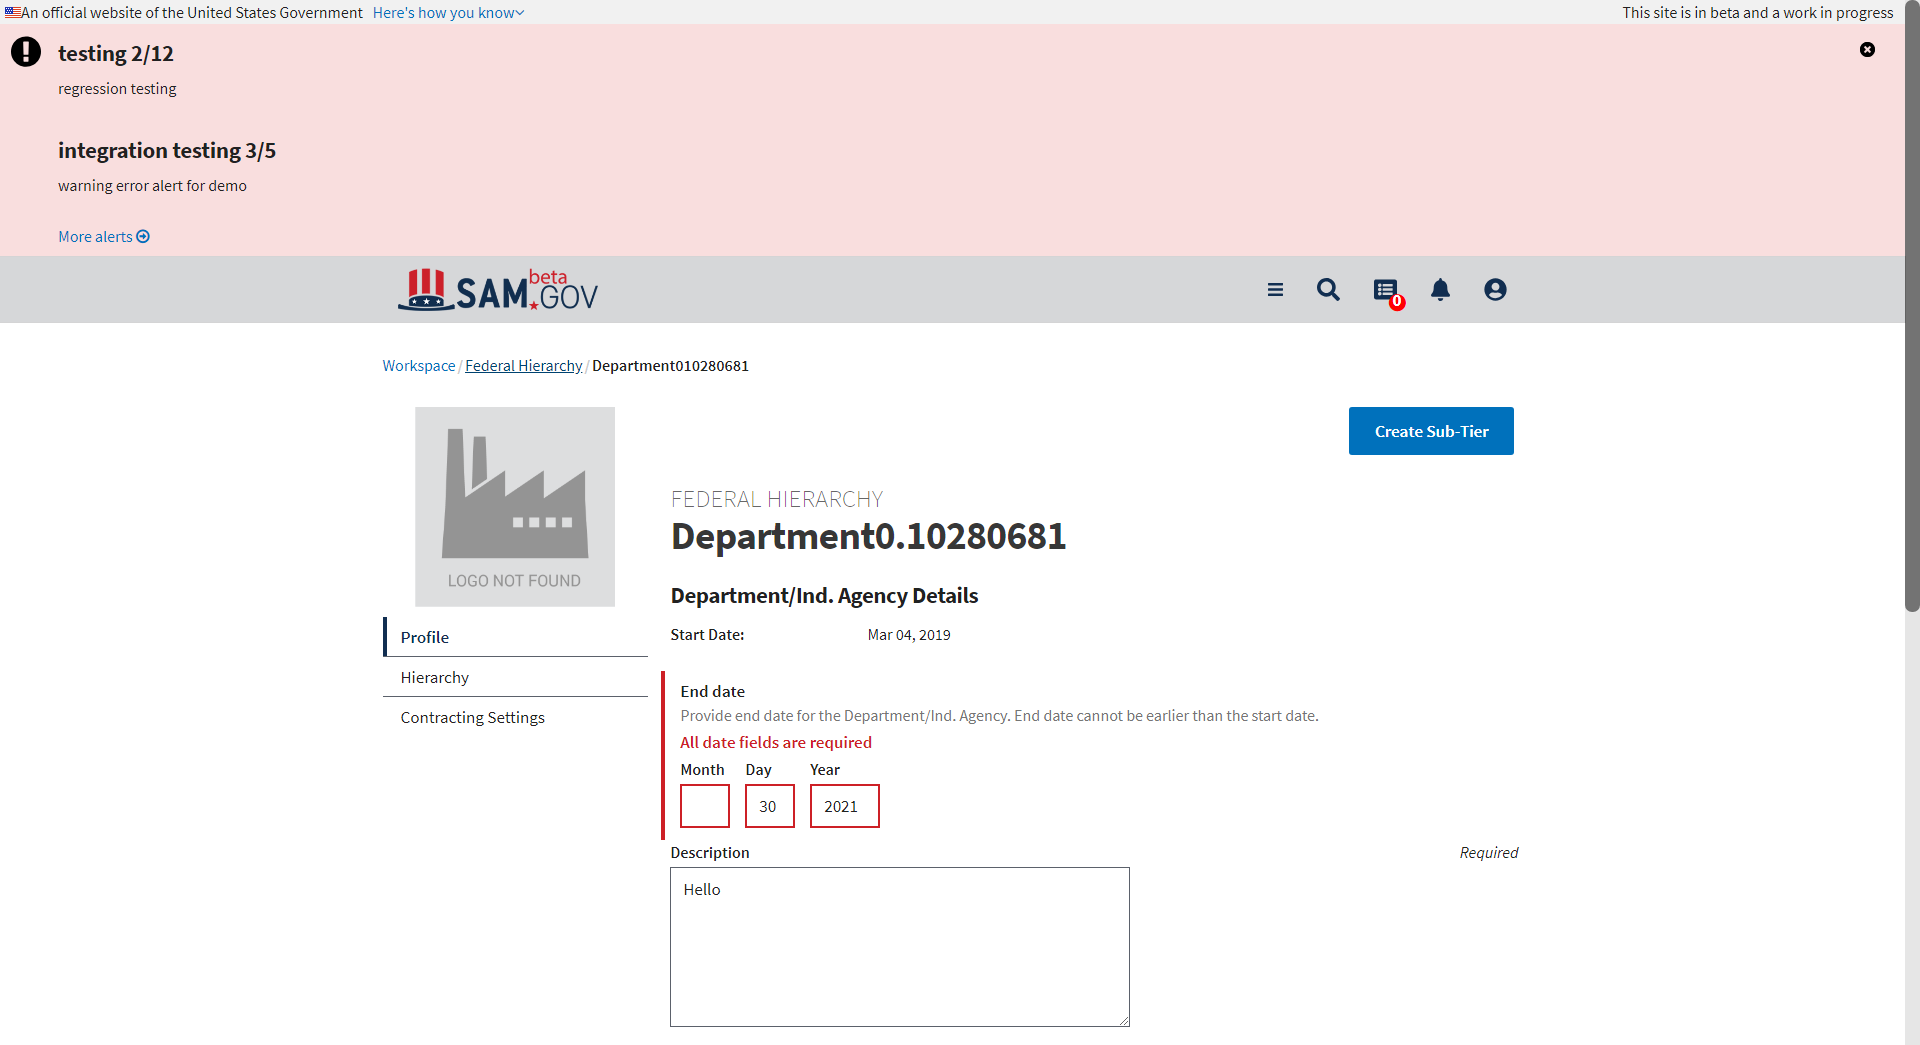 An official website of the United States Government Here's how you know
This site is in beta and a work in progress
testing 2/12
regression testing
integration testing 3/5
warning error alert for demo
More alerts
SAM.GOV beta
0
Workspace / Federal Hierarchy / Department010280681
LOGO NOT FOUND
Create Sub-Tier
FEDERAL HIERARCHY
Department0.10280681
Department/Ind. Agency Details
Start Date: Mar 04, 2019
Profile
Hierarchy
Contracting Settings
End date
Provide end date for the Department/Ind. Agency. End date cannot be earlier than the start date.
All date fields are required
Month Day Year
30 2021
Description Required
Hello